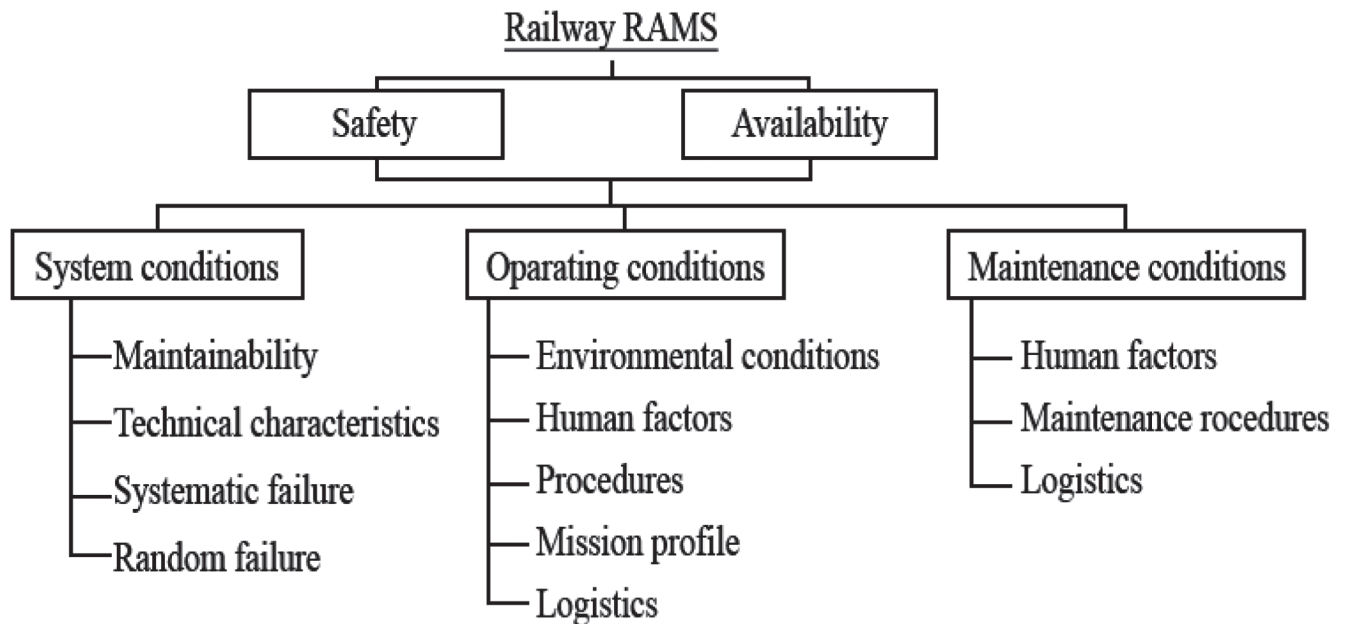 Railway RAMS
Safety
Availability
System conditions
Oparating conditions
Maintenance conditions
Maintainability
Technical characteristics
Systematic failure
Random failure
Environmental conditions
Human factors
Procedures
Mission profile
Logistics
Human factors
Maintenance rocedures
Logistics